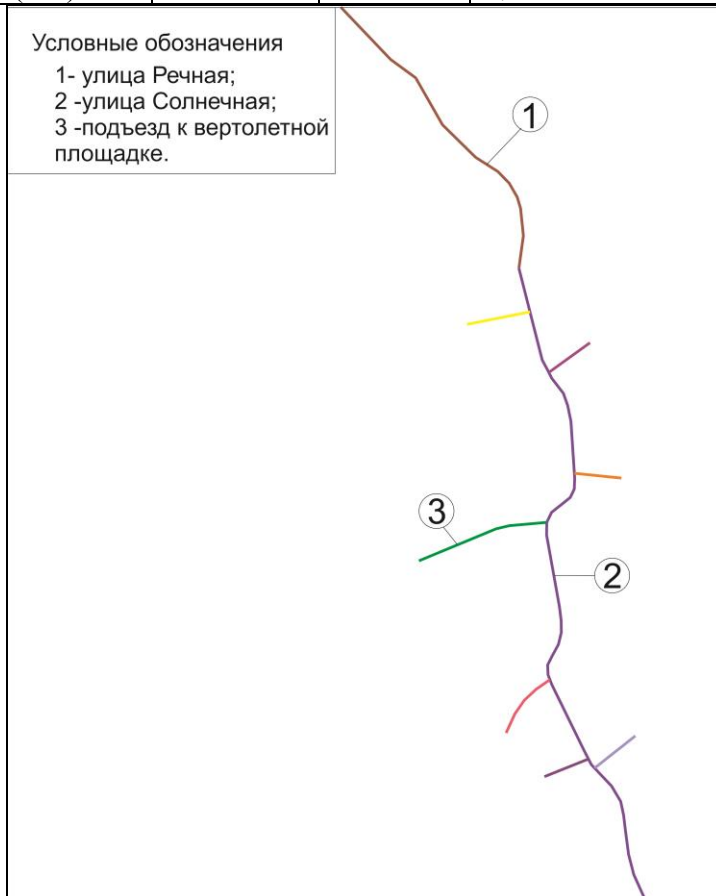 Условные обозначения
1- улица Речная;
2 -улица Солнечная;
3 -подъезд к вертолетной
площадке.
1
3
2